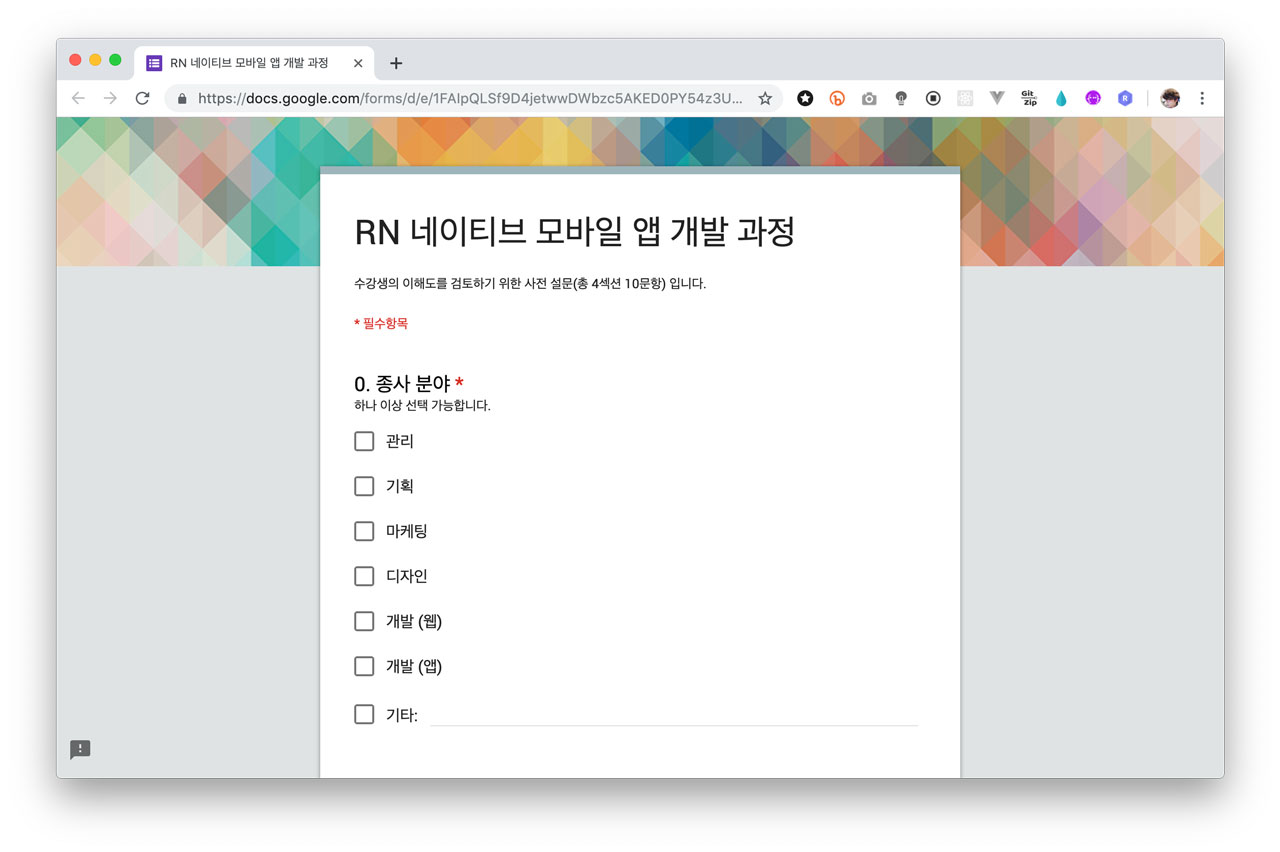 RN 네이티브 모바일 앱 개발 과정
https://docs.google.com/forms/d/e/1FAIpQLSf9D4jetwwDWbzc5AKED0PY54z3U...
Git
Zip
R
RN 네이티브 모바일 앱 개발 과정
수강생의 이해도를 검토하기 위한 사전 설문(총 4섹션 10문항) 입니다.
* 필수항목
0. 종사 분야 *
하나 이상 선택 가능합니다.
관리
기획
마케팅
디자인
개발 (웹)
개발 (앱)
기타: